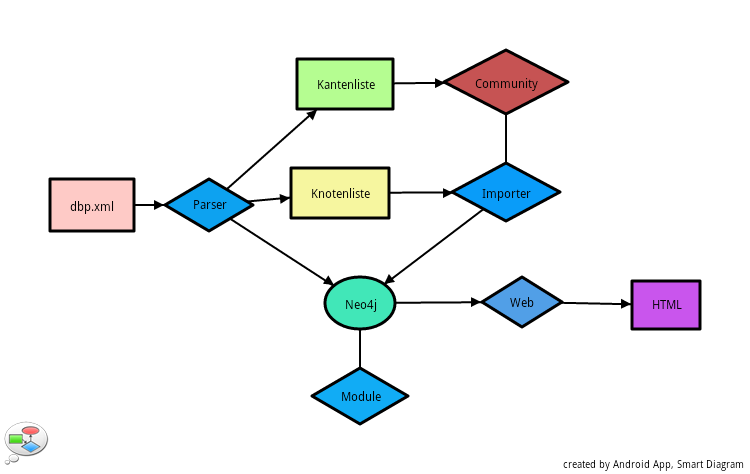 Kantenliste
Community
dbp.xml
Parser
Knotenliste
Importer
Neo4j
Web
HTML
Module
created by Android App, Smart Diagram